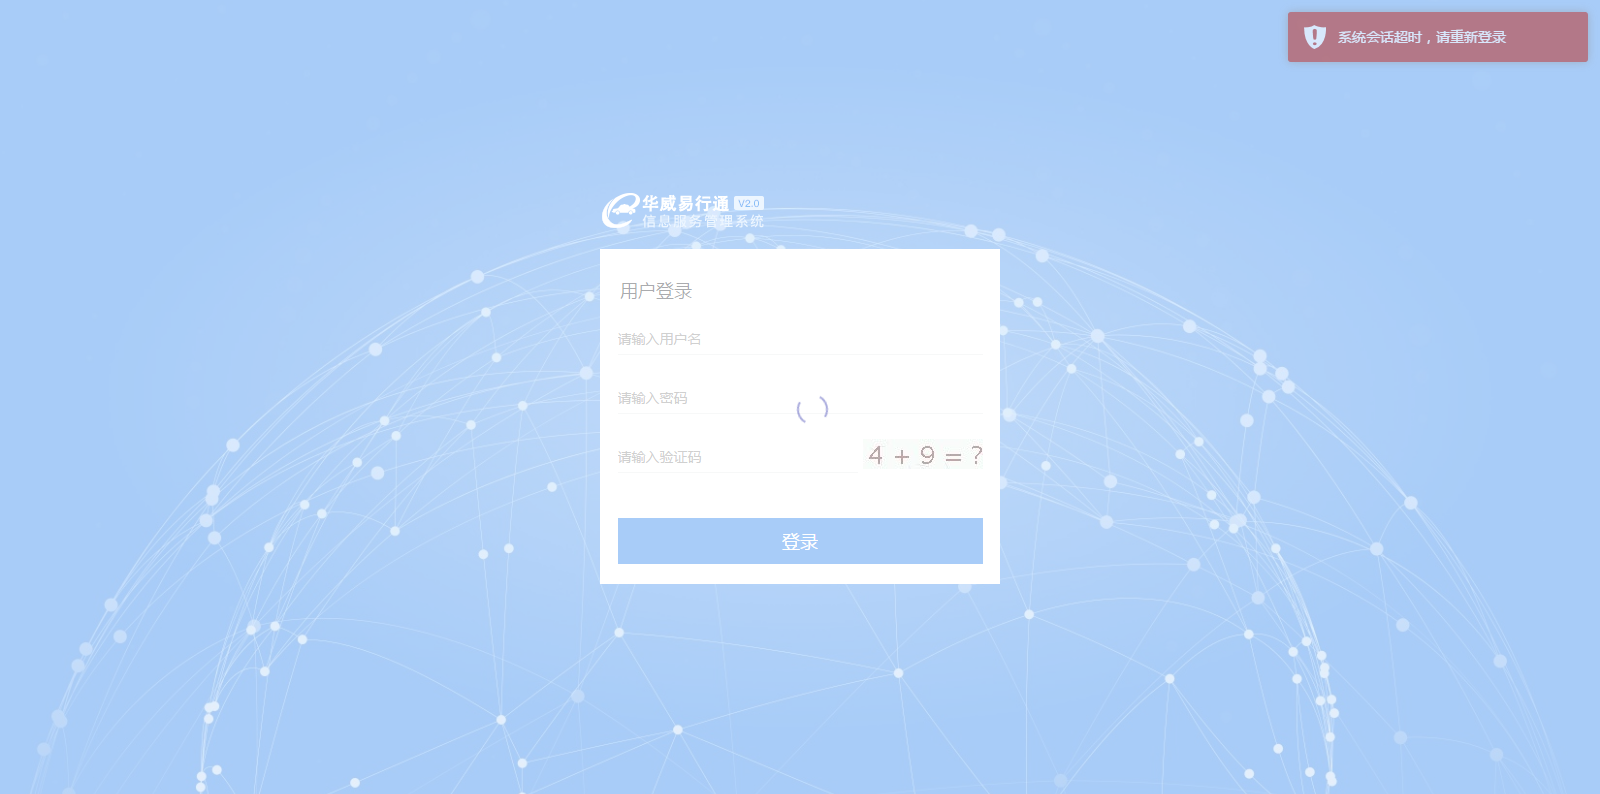 系统会话超时，请重新登录
华威易行通 V2.0
信息服务管理系统
用户登录
请输入用户名
请输入密码
请输入验证码
4 + 9 = ?
登录